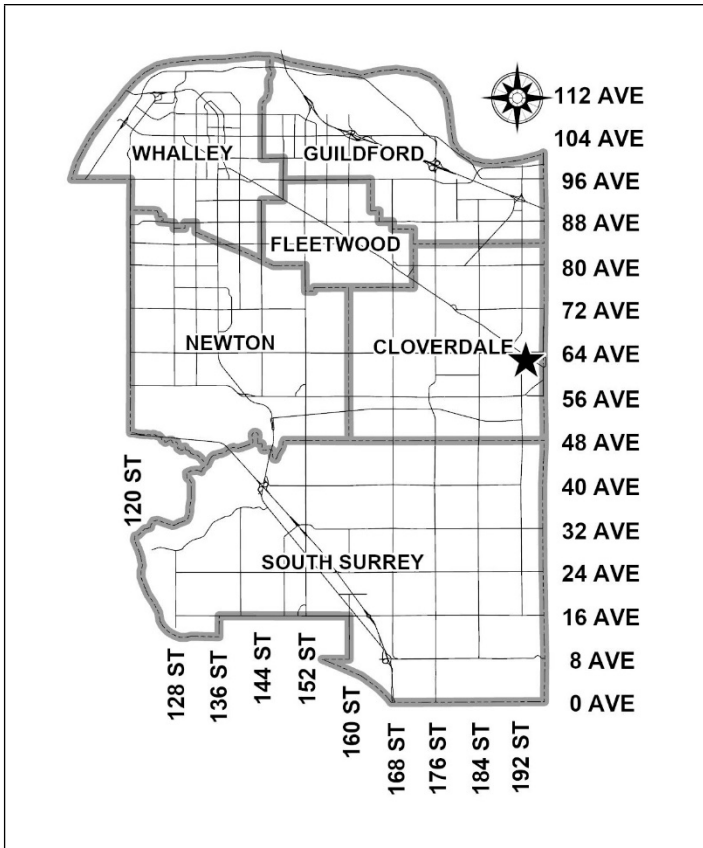 112 AVE
104 AVE
WHALLEY
GUILDFORD
96 AVE
88 AVE
FLEETWOOD
80 AVE
72 AVE
NEWTON
CLOVERDALE
64 AVE
56 AVE
48 AVE
120 ST
40 AVE
32 AVE
SOUTH SURREY
24 AVE
16 AVE
128 ST
136 ST
144 ST
152 ST
160 ST
8 AVE
0 AVE
168 ST
176 ST
184 ST
192 ST